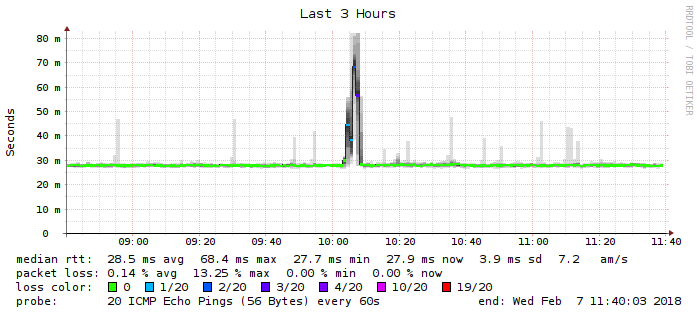 Last 3 Hours
RRDTOOL / TOBI OETIKER
Seconds
80 m
70 m
60 m
50 m
40 m
30 m
20 m
10 m
0
09:00 09:20 09:40 10:00 10:20 10:40 11:00 11:20 11:40
median rtt: 28.5 ms avg 68.4 ms max 27.7 ms min 27.9 ms now 3.9 ms sd 7.2 am/s
packet loss: 0.14 % avg 13.25 % max 0.00 % min 0.00 % now
loss color: 0 1/20 2/20 3/20 4/20 10/20 19/20
probe: 20 ICMP Echo Pings (56 Bytes) every 60s end: Wed Feb 7 11:40:03 2018